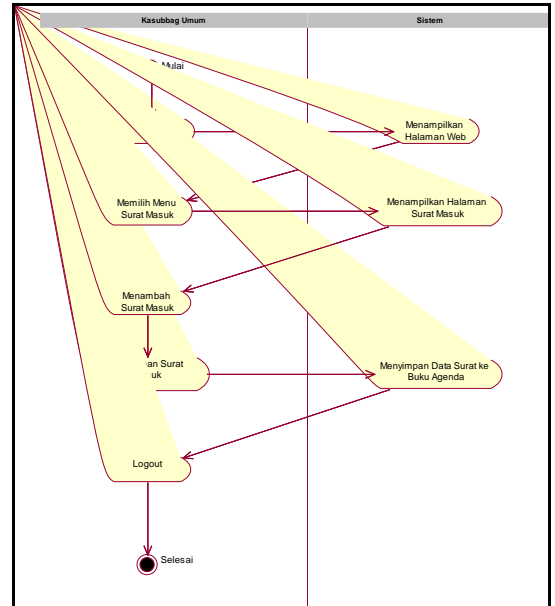 Kasubbag Umum
Sistem
Mulai
Menampilkan
Halaman Web
Memilih Menu
Surat Masuk
Menampilkan Halaman
Surat Masuk
Menambah
Surat Masuk
Surat
Menyimpan Data Surat ke
Buku Agenda
Logout
Selesai